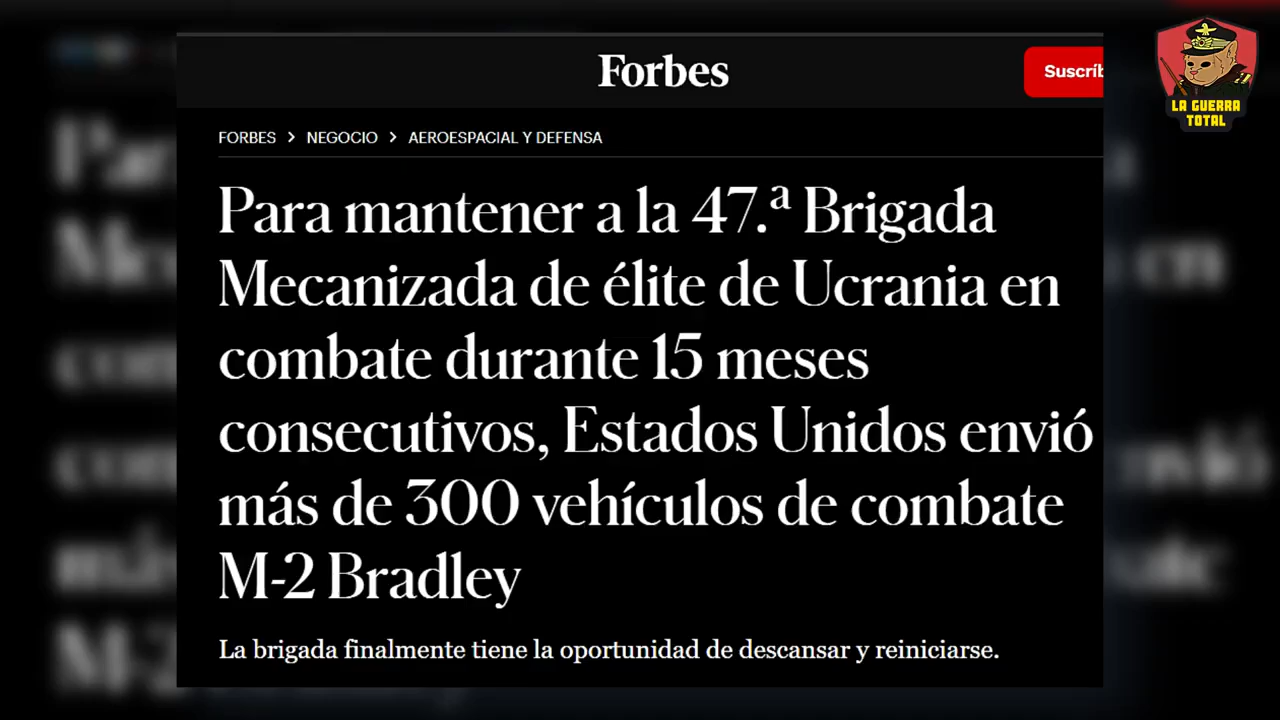 Forbes
Suscríb
LA GUERRA
TOTAL
FORBES > NEGOCIO > AEROESPACIAL Y DEFENSA
Para mantener a la 47.ª Brigada
Mecanizada de élite de Ucrania en
combate durante 15 meses
consecutivos, Estados Unidos envió
más de 300 vehículos de combate
M-2 Bradley
La brigada finalmente tiene la oportunidad de descansar y reiniciarse.